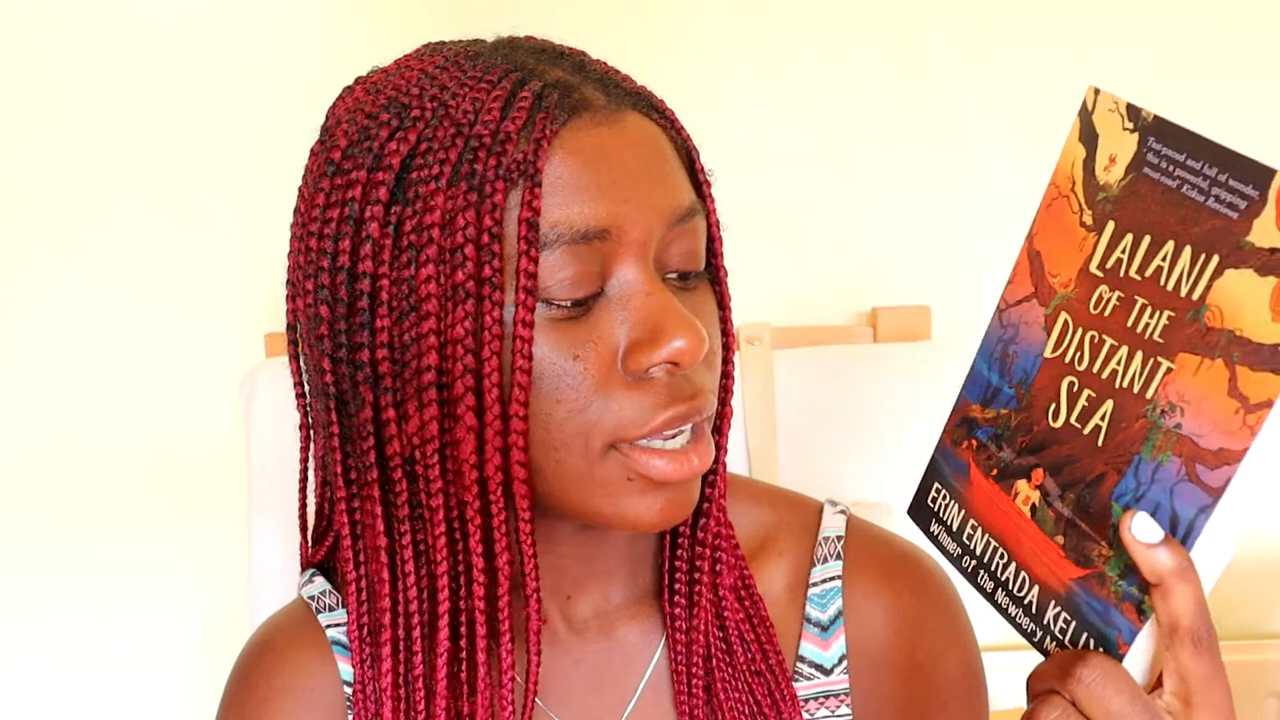 'Fast-paced and full of wonder,
this is a powerful, gripping
must-read' Kirkus Reviews
LALANI
OF THE
DISTANT
SEA
ERIN ENTRADA KELLY
Winner of the Newbery